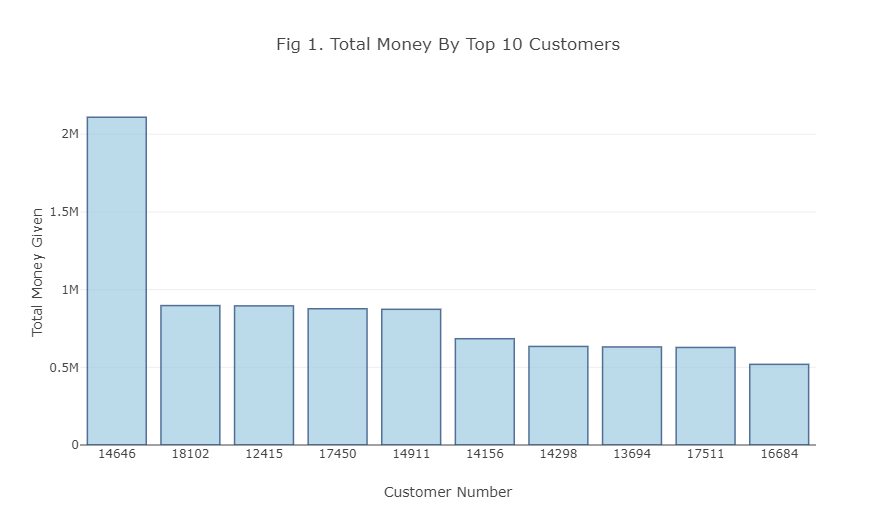 Fig 1. Total Money By Top 10 Customers
Total Money Given
2M
1.5M
1M
0.5M
0
14646 18102 12415 17450 14911 14156 14298 13694 17511 16684
Customer Number